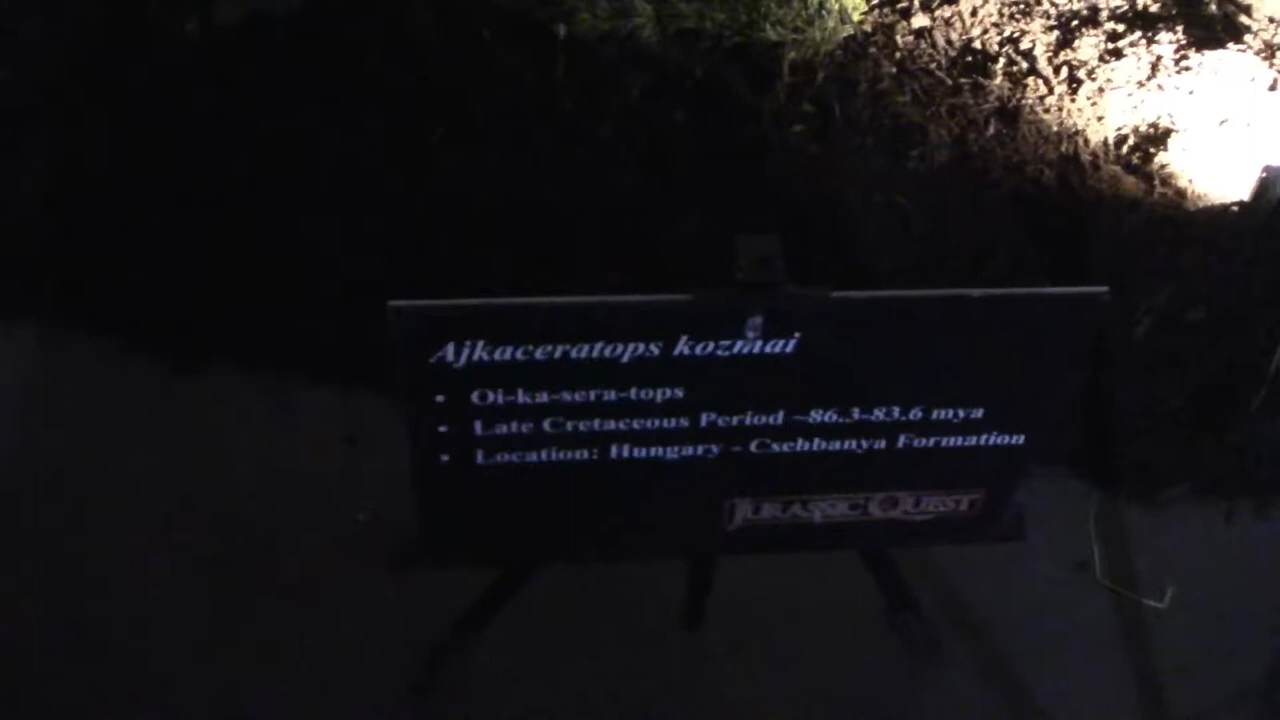 Ajkaceratops kozmai
• Oi-ka-sera-tops
• Late Cretaceous Period ~86.3-83.6 mya
• Location: Hungary - Csehbanya Formation
JURASSIC QUEST